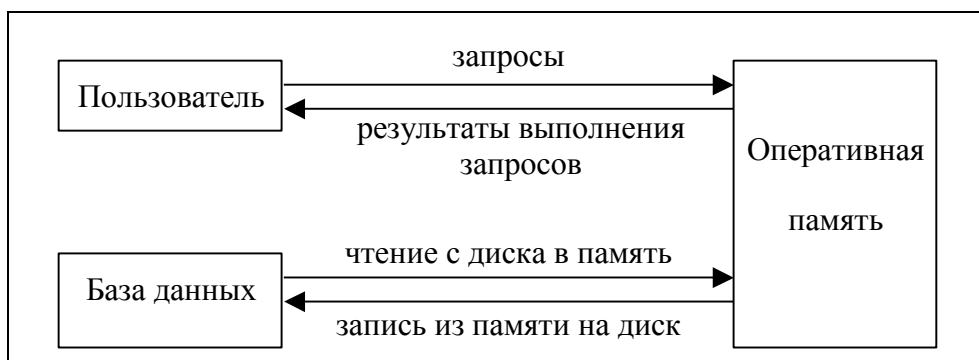 запросы
Пользователь
результаты выполнения
запросов
Оперативная
память
чтение с диска в память
База данных
запись из памяти на диск